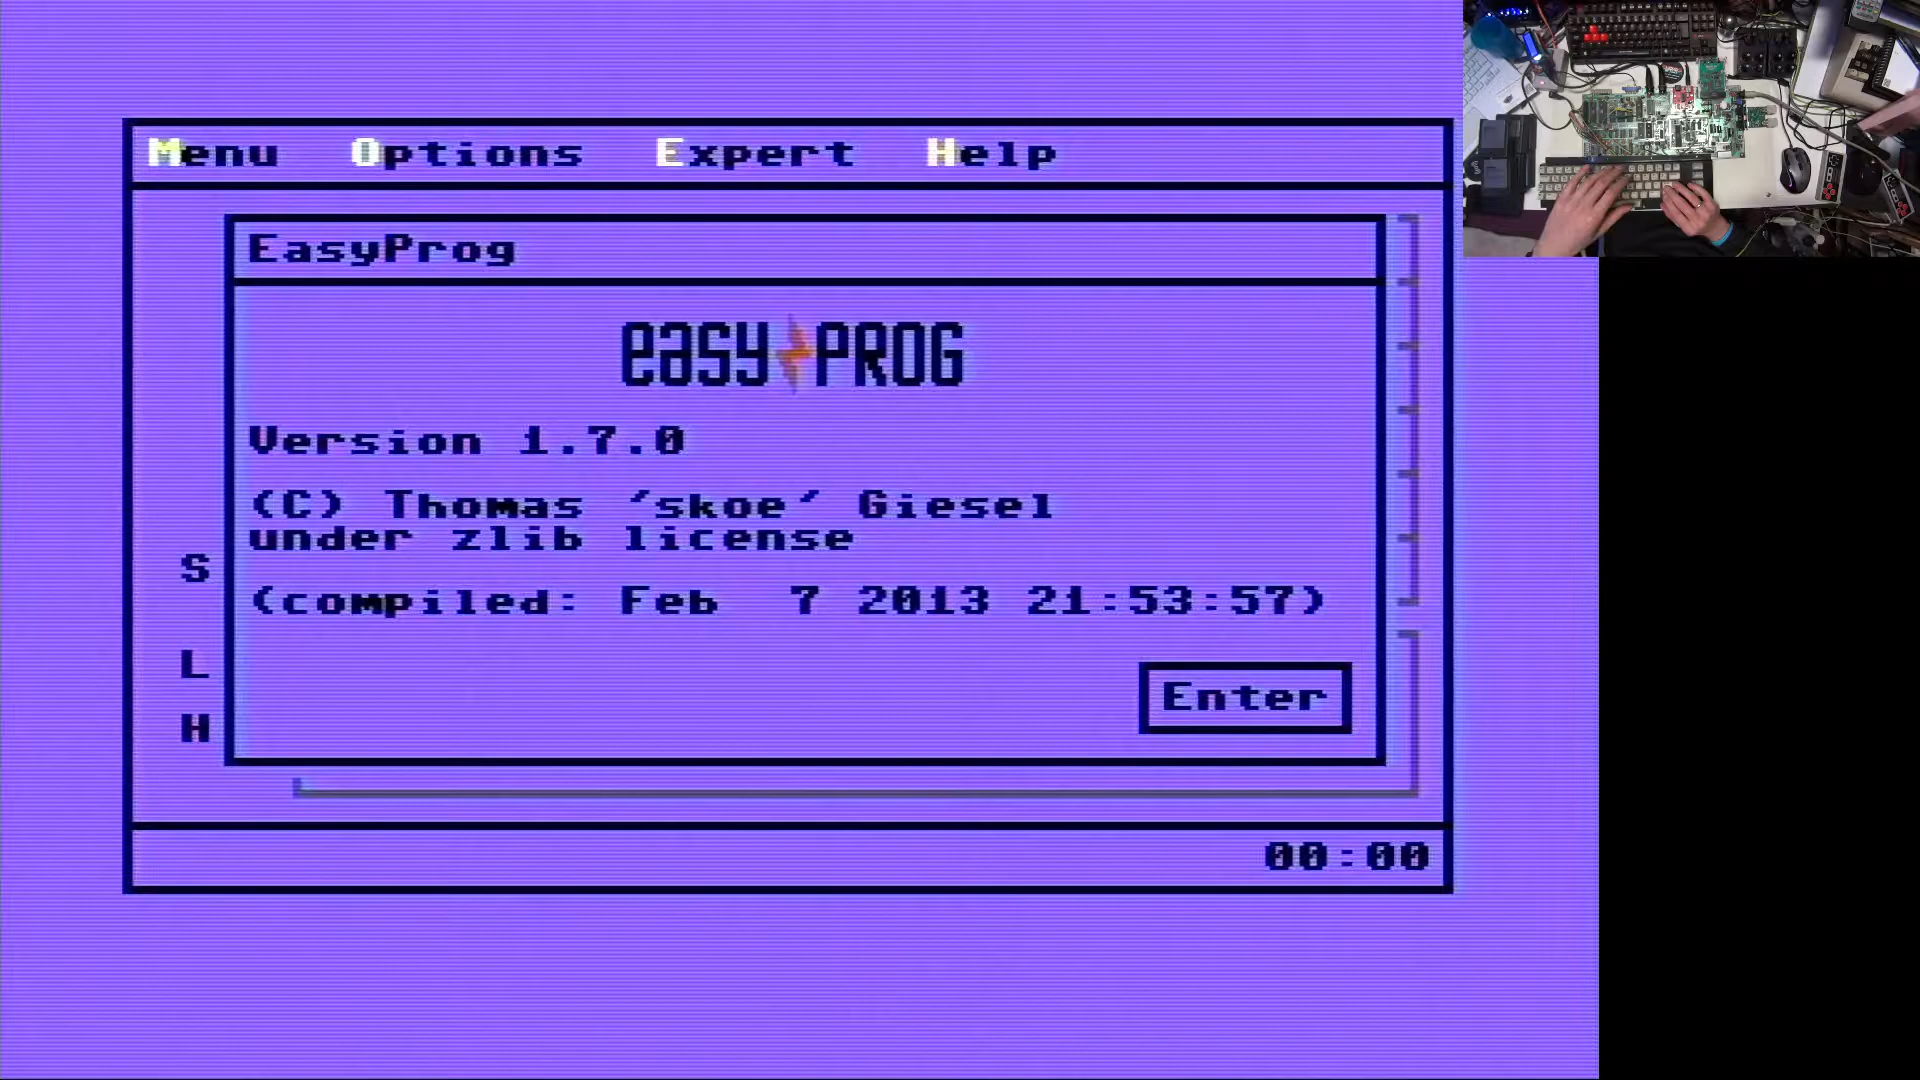 Menu Options Expert Help
EasyProg
easy PROG
Version 1.7.0
(C) Thomas 'skoe' Giesel
under zlib license
S
(compiled: Feb  7 2013 21:53:57)
L
Enter
H
00:00